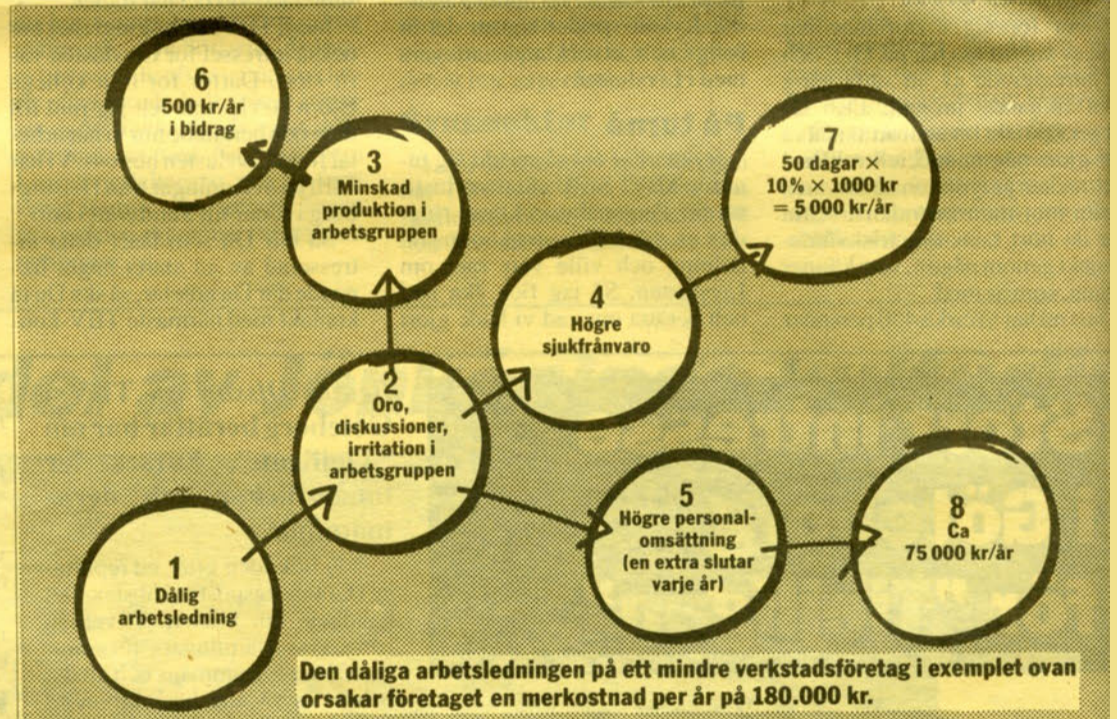 6
500 kr/år
i bidrag
3
Minskad
produktion i
arbetsgruppen
7
50 dagar ×
10% × 1000 kr
= 5 000 kr/år
4
Högre
sjukfrånvaro
2
Oro,
diskussioner,
irritation i
arbetsgruppen
5
Högre personal-
omsättning
(en extra slutar
varje år)
8
Ca
75 000 kr/år
1
Dålig
arbetsledning
Den dåliga arbetsledningen på ett mindre verkstadsföretag i exemplet ovan
orsakar företaget en merkostnad per år på 180.000 kr.